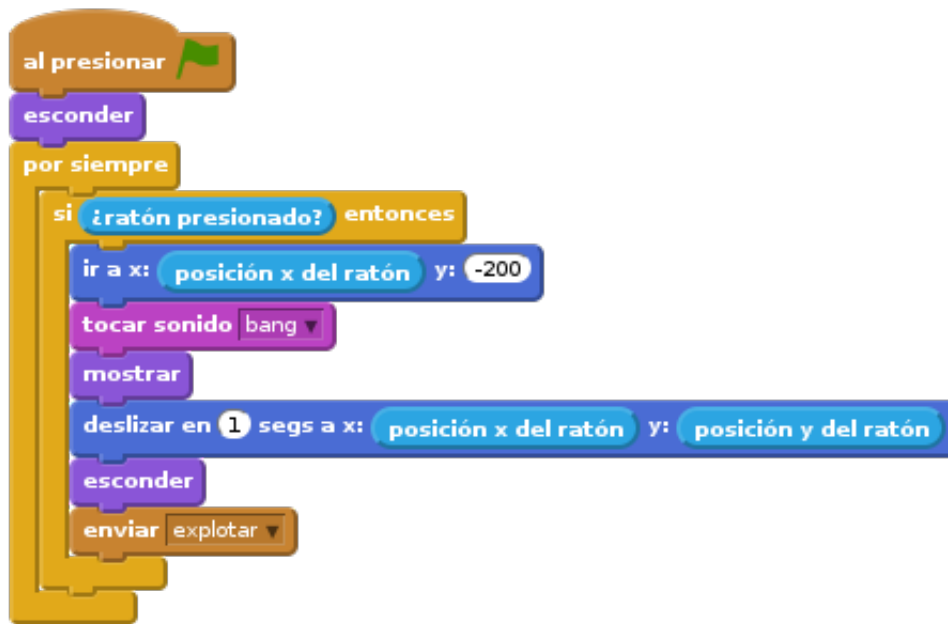 al presionar
esconder
por siempre
si ¿ratón presionado? entonces
ir a x: posición x del ratón y: -200
tocar sonido bang
mostrar
deslizar en 1 segs a x: posición x del ratón y: posición y del ratón
esconder
enviar explotar